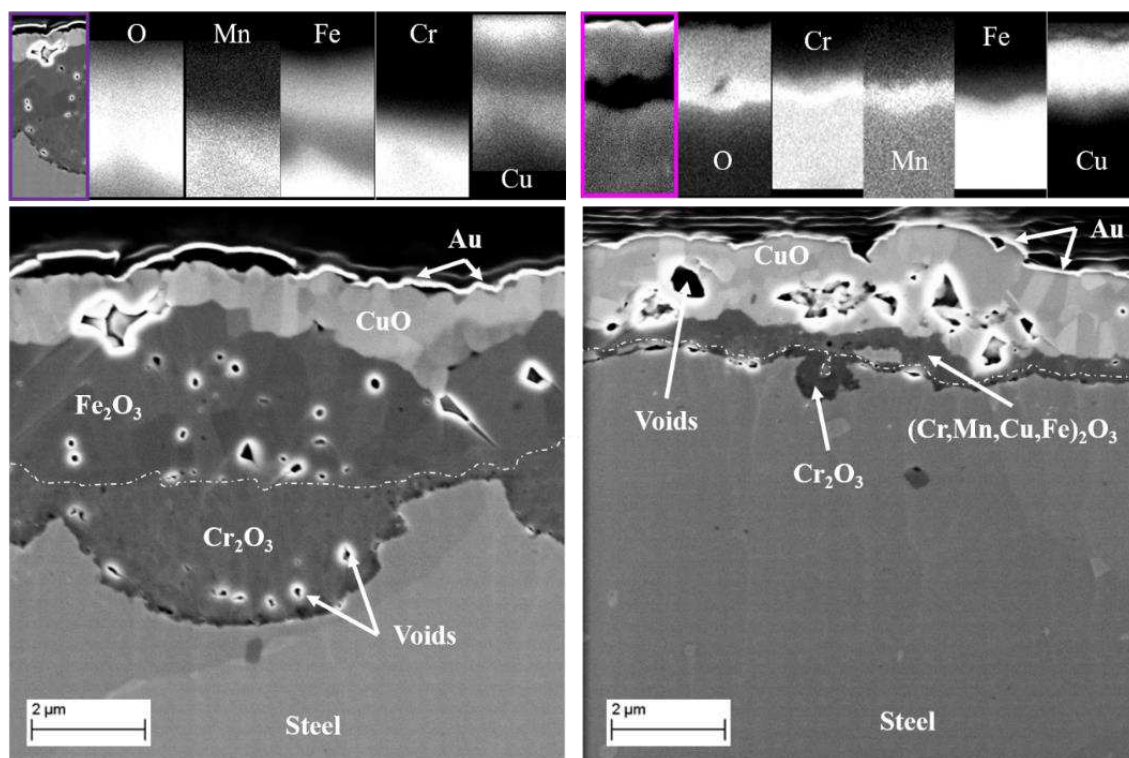 O Mn Fe Cr
Cu
Cr Fe
O Mn Cu
Au
CuO
Fe₂O₃
Cr₂O₃
Voids
2 µm
Steel
Au
CuO
Voids
(Cr,Mn,Cu,Fe)₂O₃
Cr₂O₃
2 µm
Steel